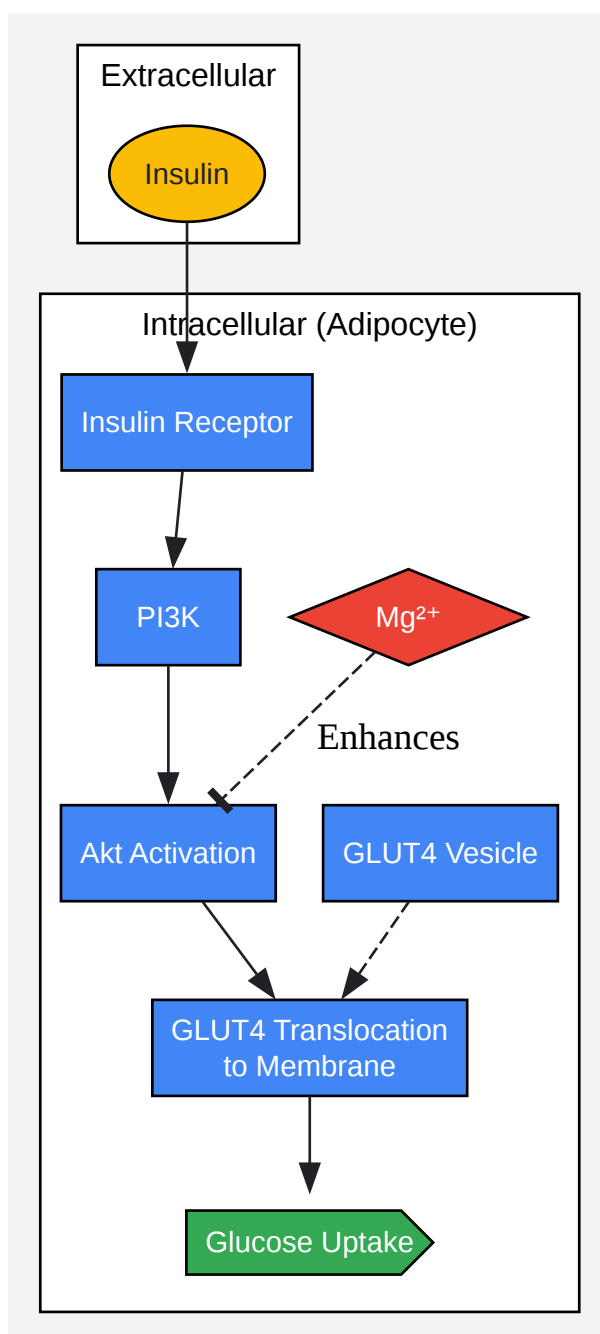 Extracellular
Insulin
Intracellular (Adipocyte)
Insulin Receptor
PI3K
Mg²⁺
Enhances
Akt Activation
GLUT4 Vesicle
GLUT4 Translocation
to Membrane
Glucose Uptake